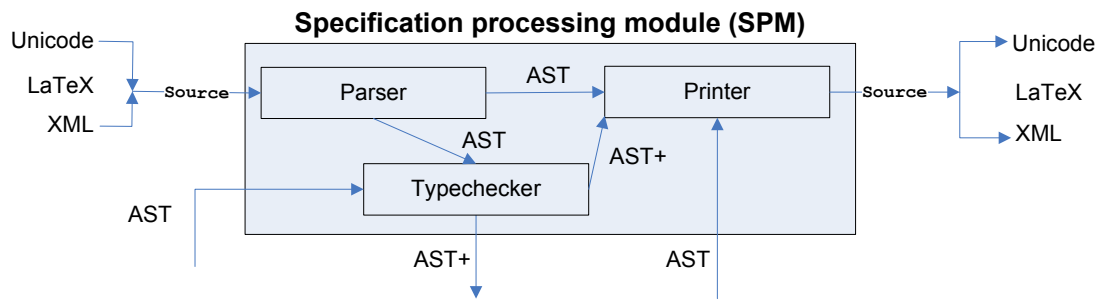 Specification processing module (SPM)
Unicode
LaTeX
XML
Source
Parser
AST
Printer
Source
Unicode
LaTeX
XML
AST
AST+
Typechecker
AST
AST+
AST